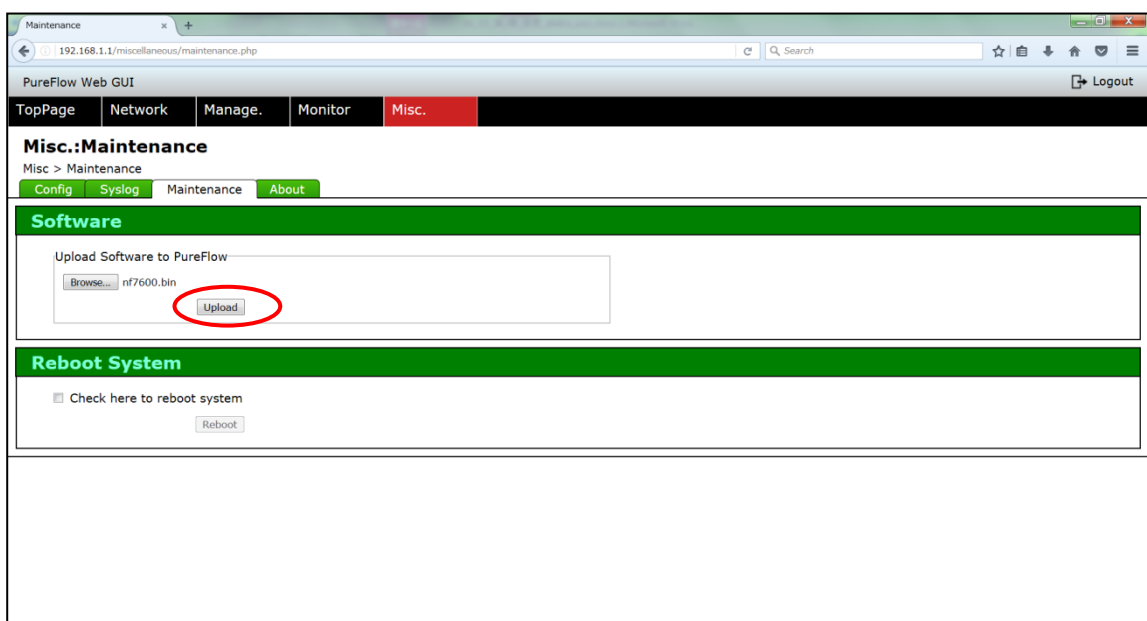 Maintenance × +
192.168.1.1/miscellaneous/maintenance.php Search
PureFlow Web GUI Logout
TopPage Network Manage. Monitor Misc.
Misc.:Maintenance
Misc > Maintenance
Config Syslog Maintenance About
Software
Upload Software to PureFlow
Browse... nf7600.bin
Upload
Reboot System
Check here to reboot system
Reboot